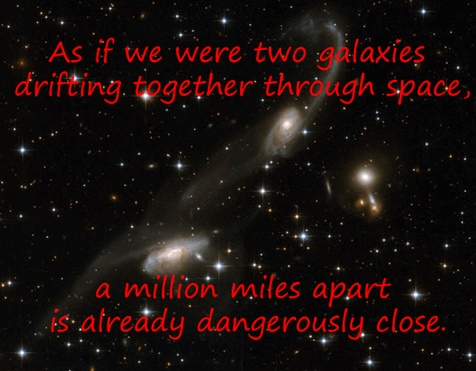 As if we were two galaxies
drifting together through space,
a million miles apart
is already dangerously close.